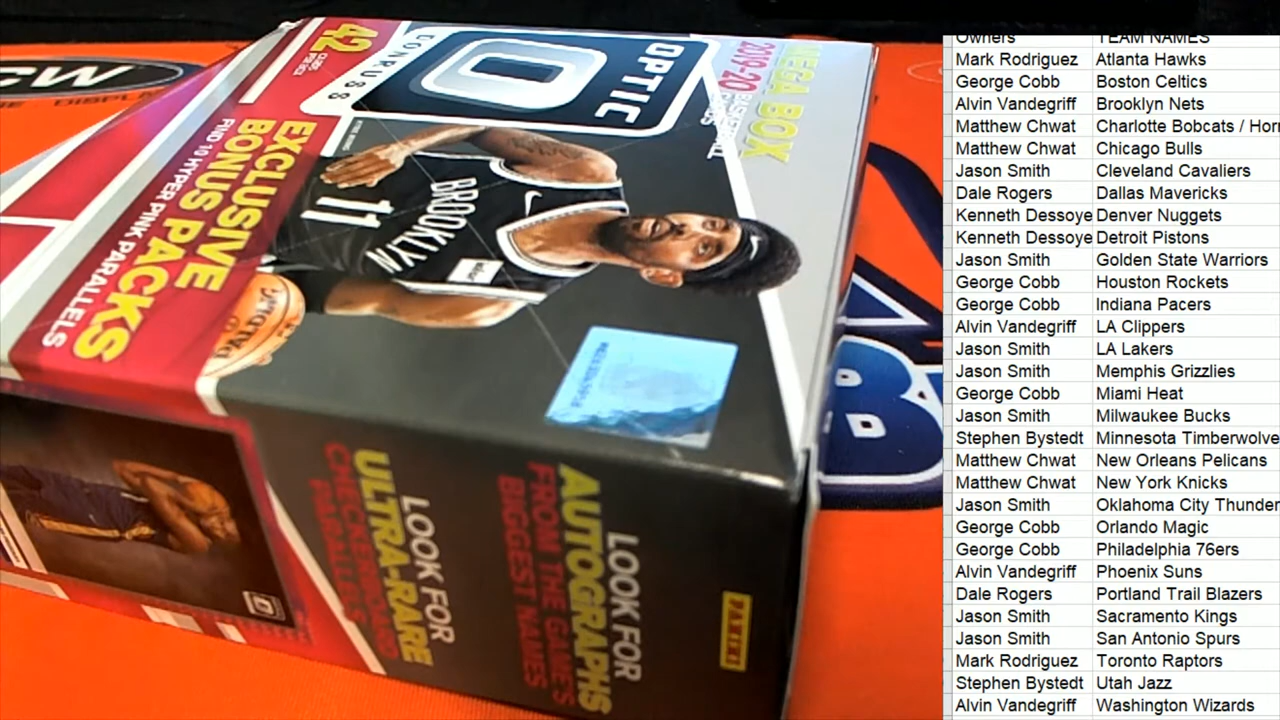 MEGA BOX
2019-20 BASKETBALL
OPTIC
DONRUSS
42
EXCLUSIVE
BONUS PACKS
FIND 10 HYPER PINK PARALLELS
BROOKLYN
11
LOOK FOR
AUTOGRAPHS
FROM THE GAME'S
BIGGEST NAMES
LOOK FOR
ULTRA-RARE
CHECKERBOARD
PARALLELS
PANINI
Owners TEAM NAMES
Mark Rodriguez Atlanta Hawks
George Cobb Boston Celtics
Alvin Vandegriff Brooklyn Nets
Matthew Chwat Charlotte Bobcats / Hor
Matthew Chwat Chicago Bulls
Jason Smith Cleveland Cavaliers
Dale Rogers Dallas Mavericks
Kenneth Dessoye Denver Nuggets
Kenneth Dessoye Detroit Pistons
Jason Smith Golden State Warriors
George Cobb Houston Rockets
George Cobb Indiana Pacers
Alvin Vandegriff LA Clippers
Jason Smith LA Lakers
Jason Smith Memphis Grizzlies
George Cobb Miami Heat
Jason Smith Milwaukee Bucks
Stephen Bystedt Minnesota Timberwolve
Matthew Chwat New Orleans Pelicans
Matthew Chwat New York Knicks
Jason Smith Oklahoma City Thunder
George Cobb Orlando Magic
George Cobb Philadelphia 76ers
Alvin Vandegriff Phoenix Suns
Dale Rogers Portland Trail Blazers
Jason Smith Sacramento Kings
Jason Smith San Antonio Spurs
Mark Rodriguez Toronto Raptors
Stephen Bystedt Utah Jazz
Alvin Vandegriff Washington Wizards